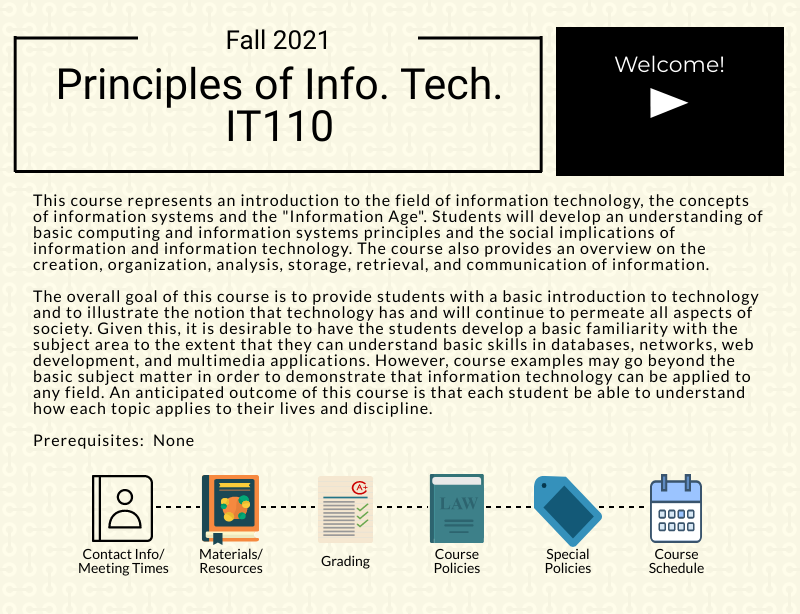 Fall 2021
Principles of Info. Tech.
IT110
Welcome!
This course represents an introduction to the field of information technology, the concepts
of information systems and the "Information Age". Students will develop an understanding of
basic computing and information systems principles and the social implications of
information and information technology. The course also provides an overview on the
creation, organization, analysis, storage, retrieval, and communication of information.
The overall goal of this course is to provide students with a basic introduction to technology
and to illustrate the notion that technology has and will continue to permeate all aspects of
society. Given this, it is desirable to have the students develop a basic familiarity with the
subject area to the extent that they can understand basic skills in databases, networks, web
development, and multimedia applications. However, course examples may go beyond the
basic subject matter in order to demonstrate that information technology can be applied to
any field. An anticipated outcome of this course is that each student be able to understand
how each topic applies to their lives and discipline.
Prerequisites: None
A+
LAW
Contact Info/
Meeting Times
Materials/
Resources
Grading
Course
Policies
Special
Policies
Course
Schedule